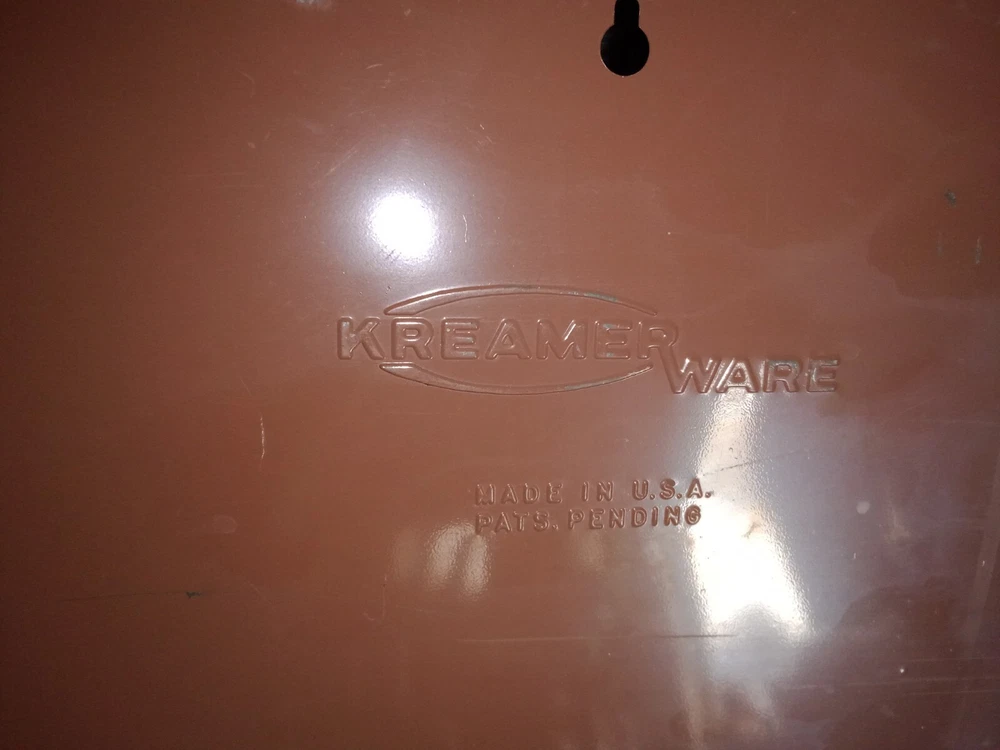 KREAMER WARE
MADE IN U.S.A.
PATS. PENDING